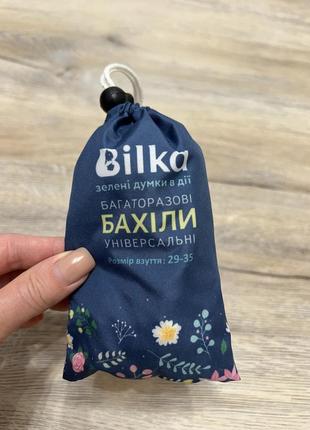 Bilka
зелені думки в дії
БАГАТОРАЗОВІ
БАХІЛИ
УНІВЕРСАЛЬНІ
Розмір взуття: 29-35